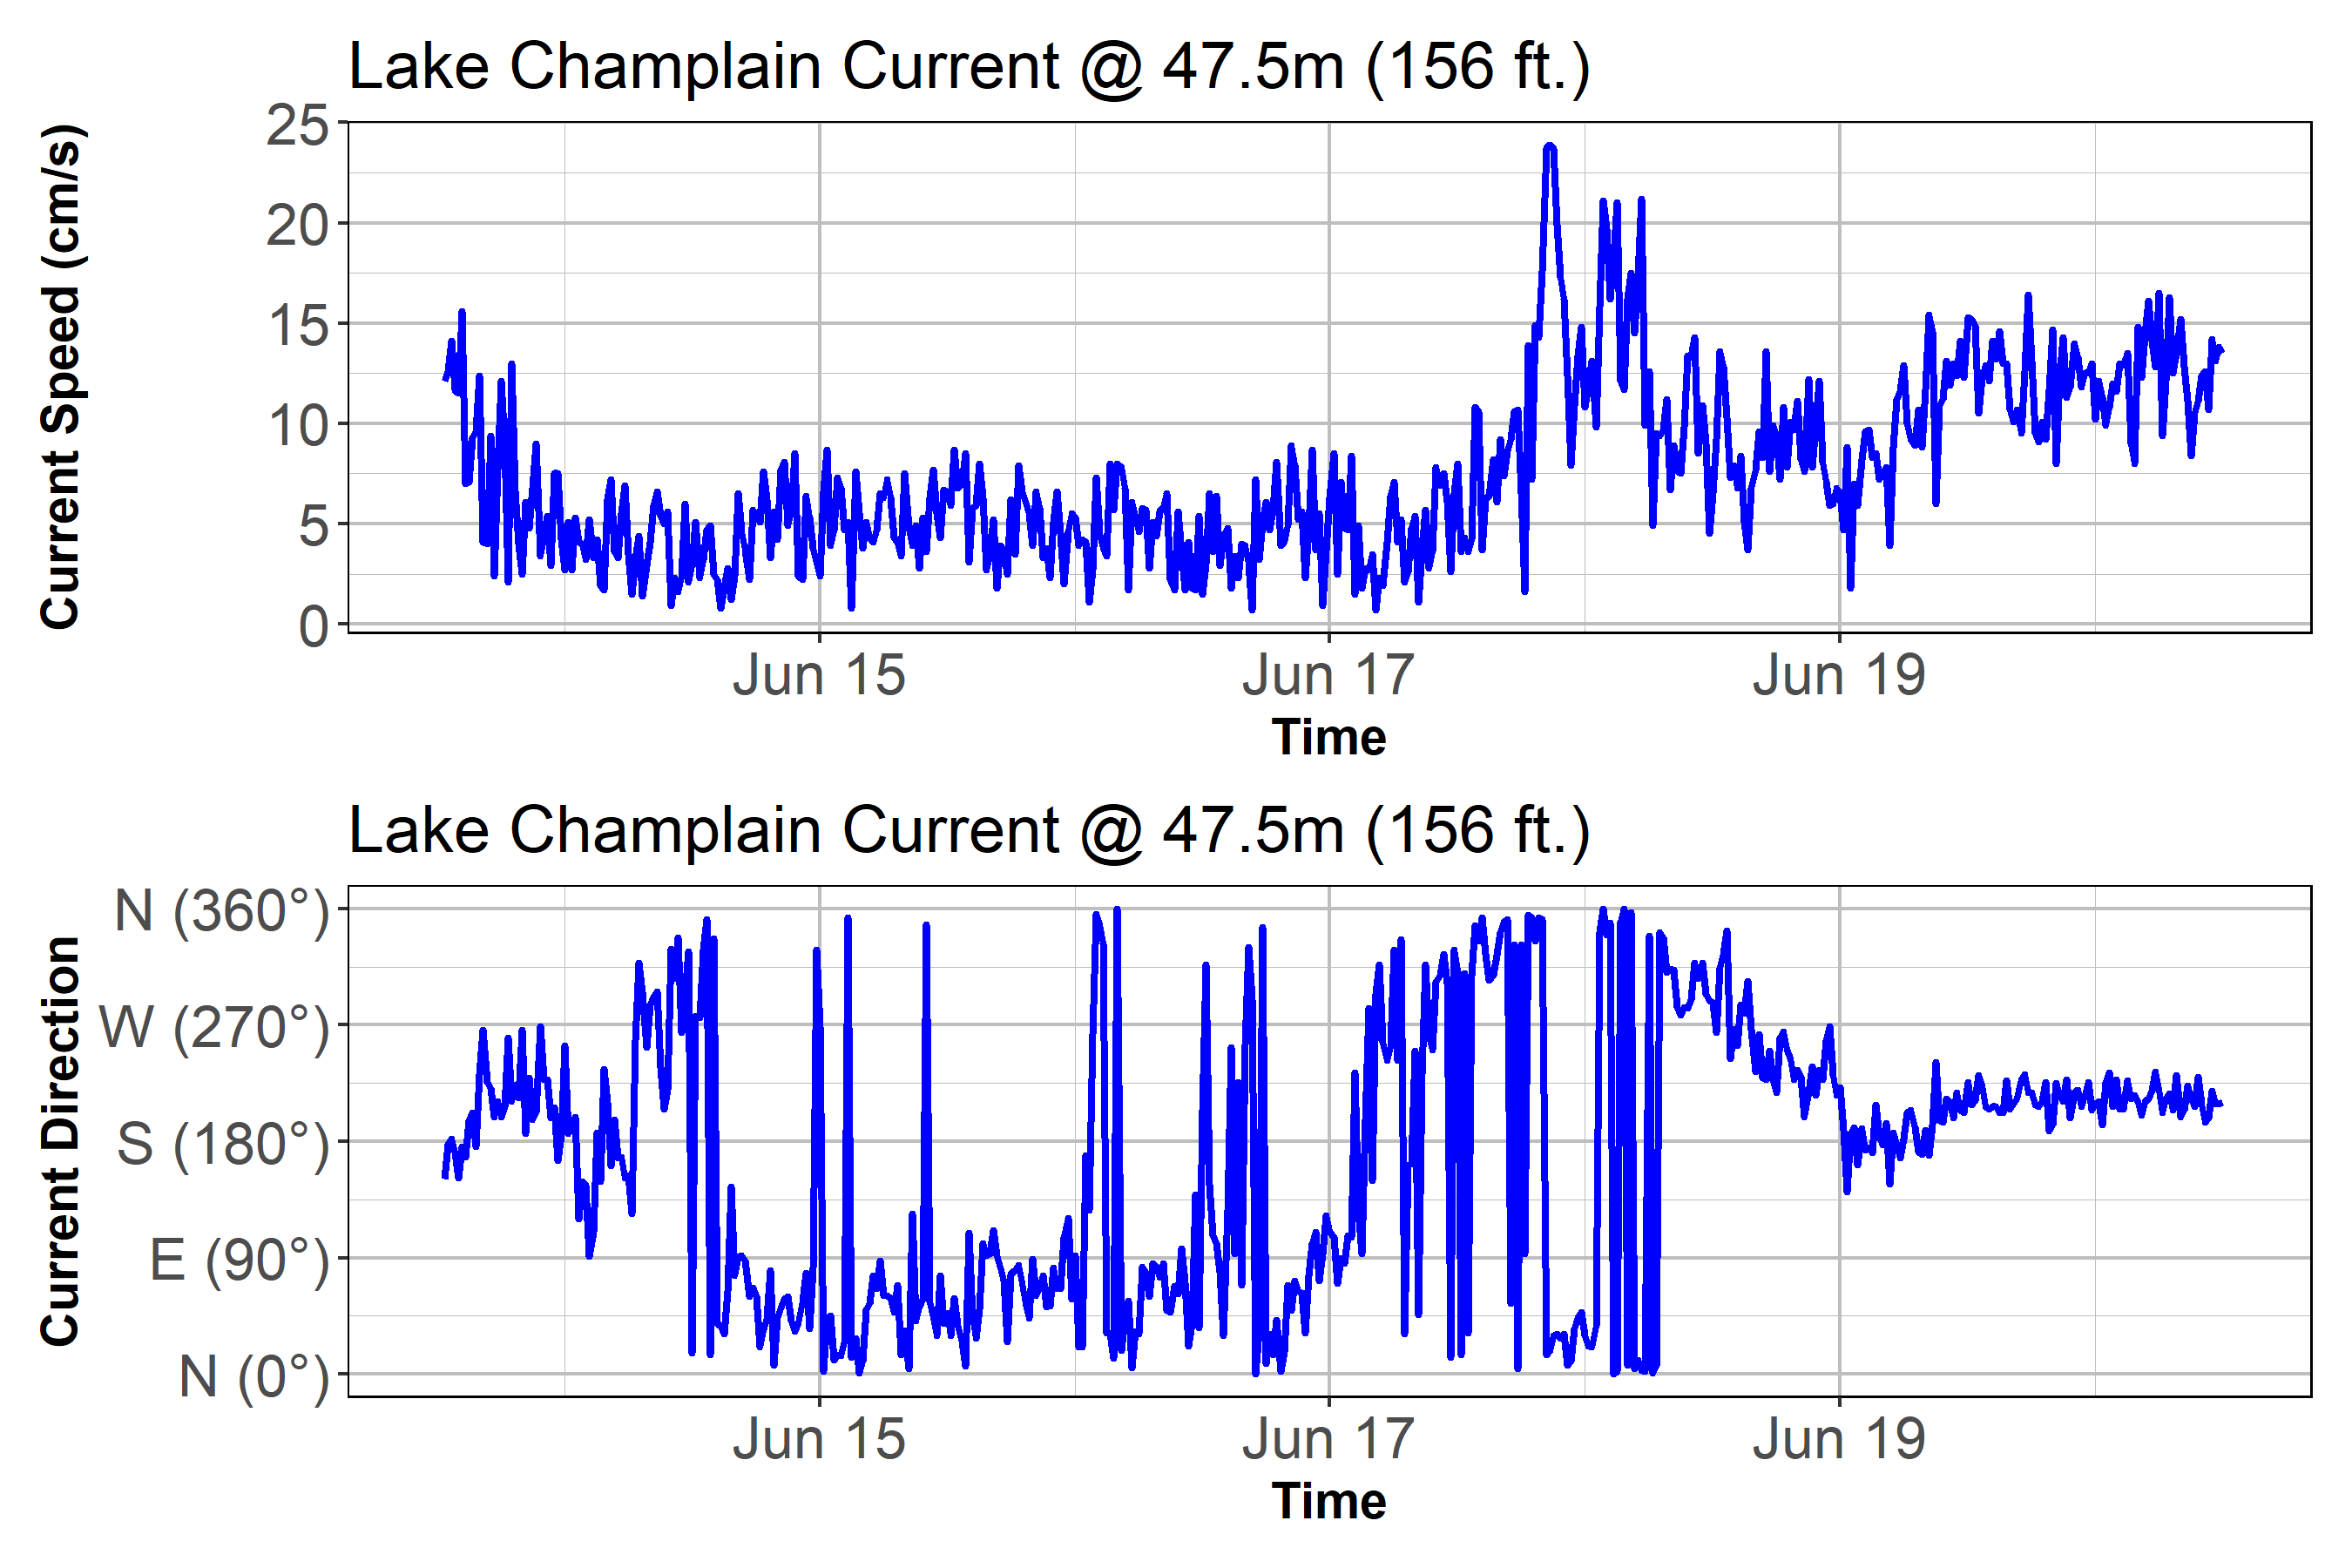 Lake Champlain Current @ 47.5m (156 ft.)
Current Speed (cm/s)
25
20
15
10
5
0
Jun 15 Jun 17 Jun 19
Time
Lake Champlain Current @ 47.5m (156 ft.)
Current Direction
N (360°)
W (270°)
S (180°)
E (90°)
N (0°)
Jun 15 Jun 17 Jun 19
Time